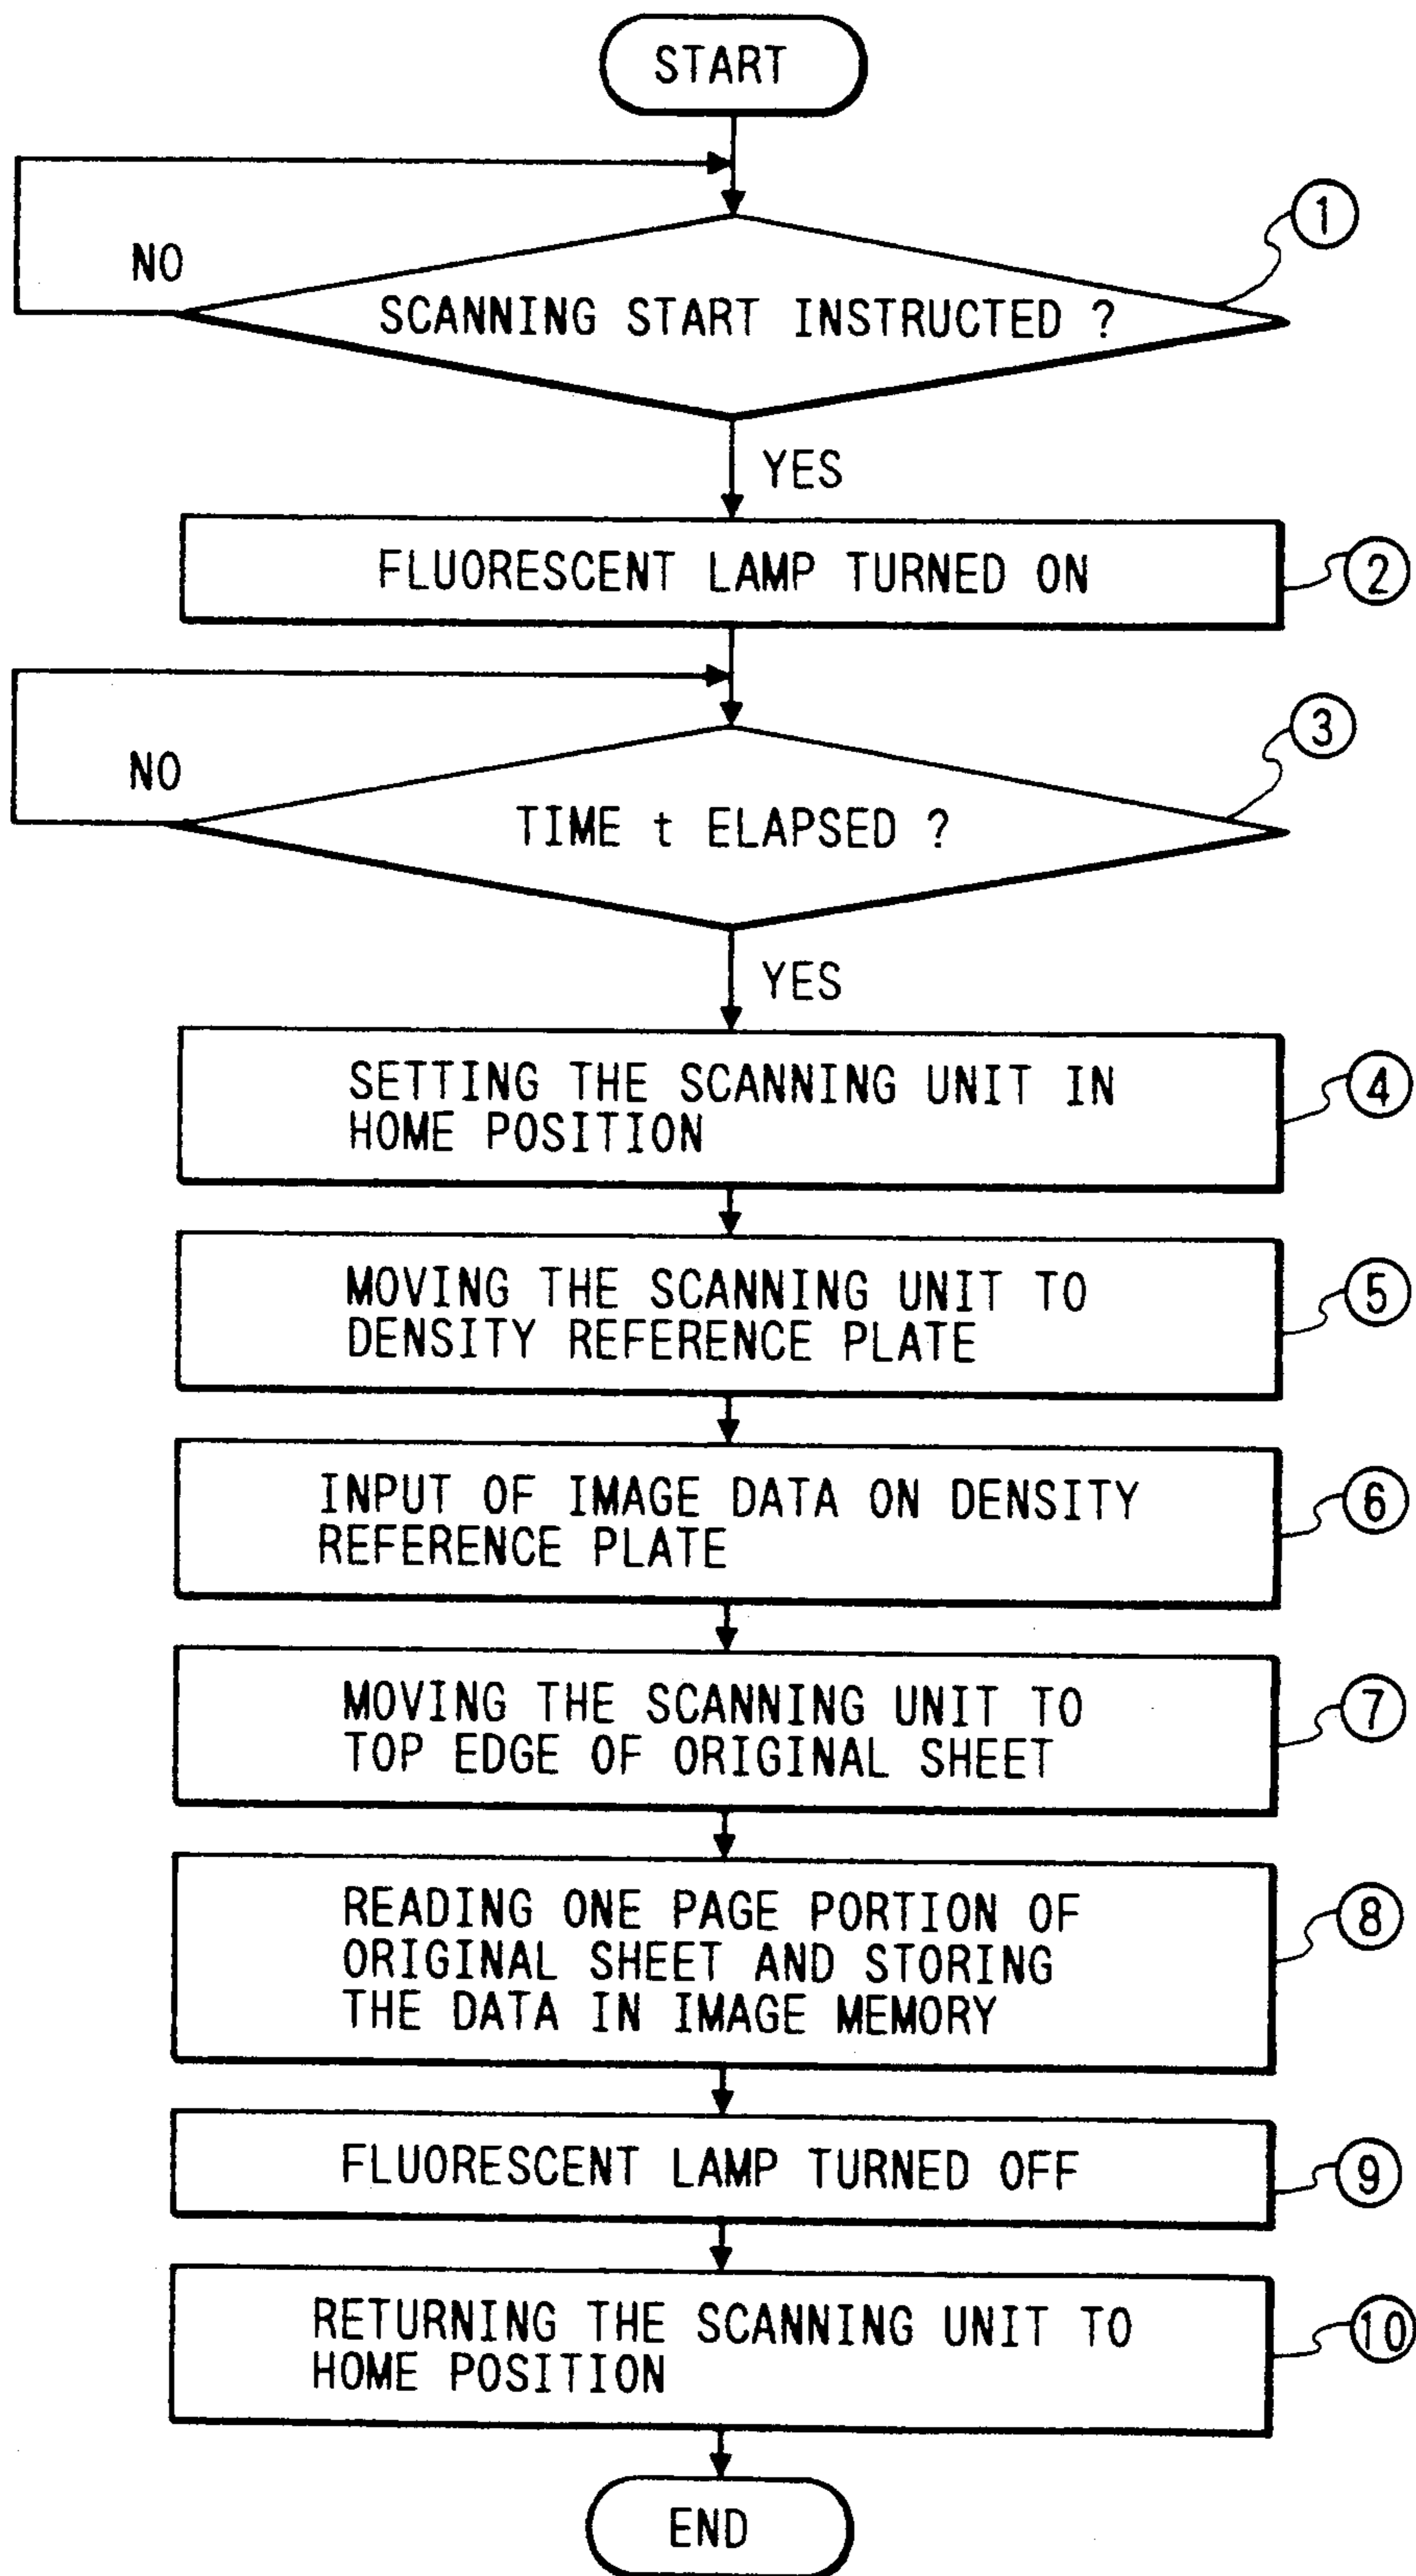 START
①
NO
SCANNING START INSTRUCTED ?
YES
FLUORESCENT LAMP TURNED ON
②
③
NO
TIME t ELAPSED ?
YES
SETTING THE SCANNING UNIT IN
HOME POSITION
④
MOVING THE SCANNING UNIT TO
DENSITY REFERENCE PLATE
⑤
INPUT OF IMAGE DATA ON DENSITY
REFERENCE PLATE
⑥
MOVING THE SCANNING UNIT TO
TOP EDGE OF ORIGINAL SHEET
⑦
READING ONE PAGE PORTION OF
ORIGINAL SHEET AND STORING
THE DATA IN IMAGE MEMORY
⑧
FLUORESCENT LAMP TURNED OFF
⑨
RETURNING THE SCANNING UNIT TO
HOME POSITION
⑩
END